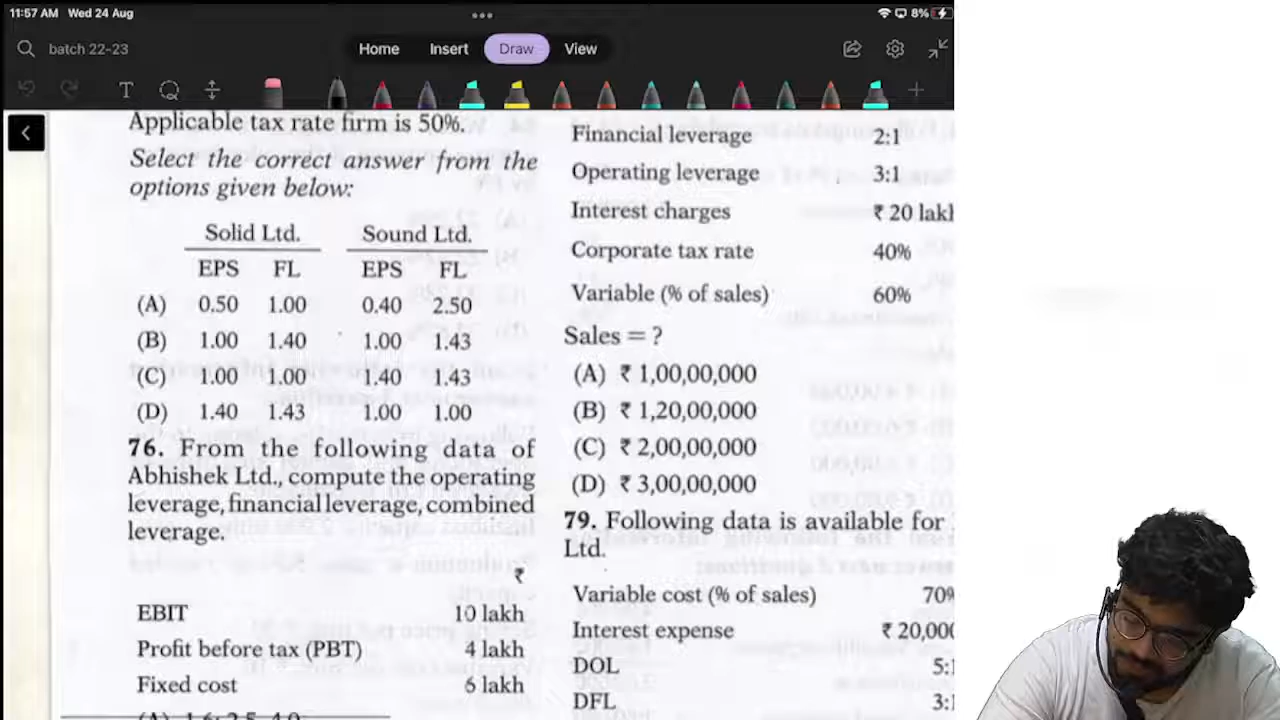 11:57 AM Wed 24 Aug
8%
batch 22-23
Home Insert Draw View
T
Applicable tax rate firm is 50%.
Select the correct answer from the
options given below:
Solid Ltd. Sound Ltd.
EPS FL EPS FL
(A) 0.50 1.00 0.40 2.50
(B) 1.00 1.40 1.00 1.43
(C) 1.00 1.00 1.40 1.43
(D) 1.40 1.43 1.00 1.00
76. From the following data of
Abhishek Ltd., compute the operating
leverage, financial leverage, combined
leverage.
₹
EBIT 10 lakh
Profit before tax (PBT) 4 lakh
Fixed cost 6 lakh
(A) 1.6; 2.5, 4.0
Financial leverage 2:1
Operating leverage 3:1
Interest charges ₹ 20 lakh
Corporate tax rate 40%
Variable (% of sales) 60%
Sales = ?
(A) ₹ 1,00,00,000
(B) ₹ 1,20,00,000
(C) ₹ 2,00,00,000
(D) ₹ 3,00,00,000
79. Following data is available for
Ltd.
Variable cost (% of sales) 70%
Interest expense ₹ 20,000
DOL 5:1
DFL 3:1